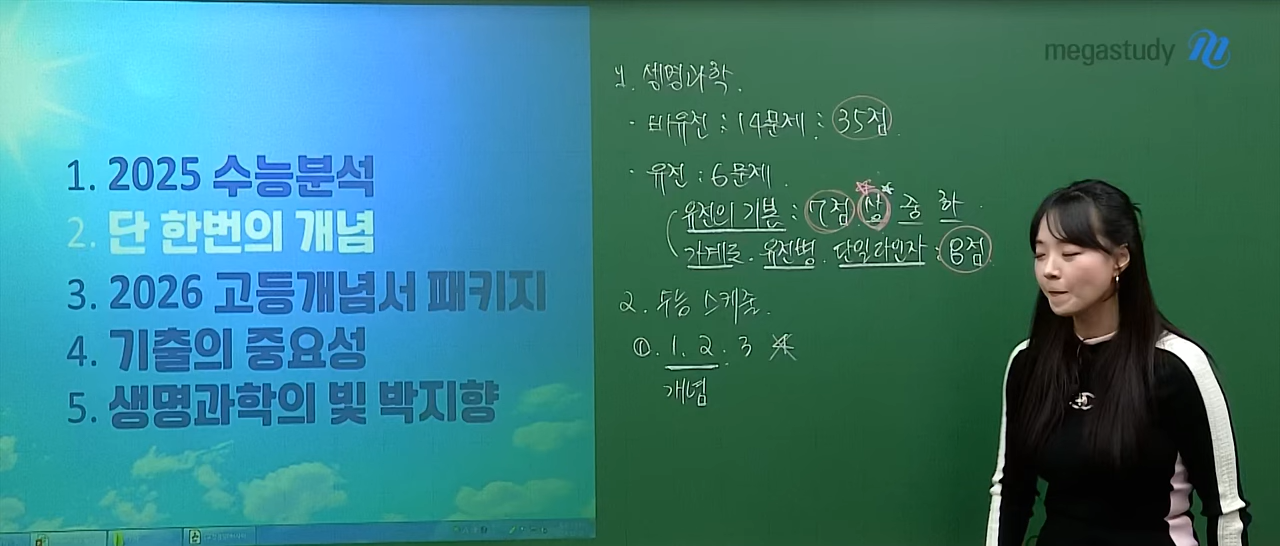 megastudy
1. 2025 수능분석
2. 단 한번의 개념
3. 2026 고등개념서 패키지
4. 기출의 중요성
5. 생명과학의 빛 박지향
1. 생명과학.
· 비유전 : 14문제 : 35점.
· 유전 : 6문제.
유전의 기본 : 7점 상 중 하.
가계도. 유전병. 단일라인자 : 8점
2. 수능 스케줄.
①. 1. 2. : 3
개념